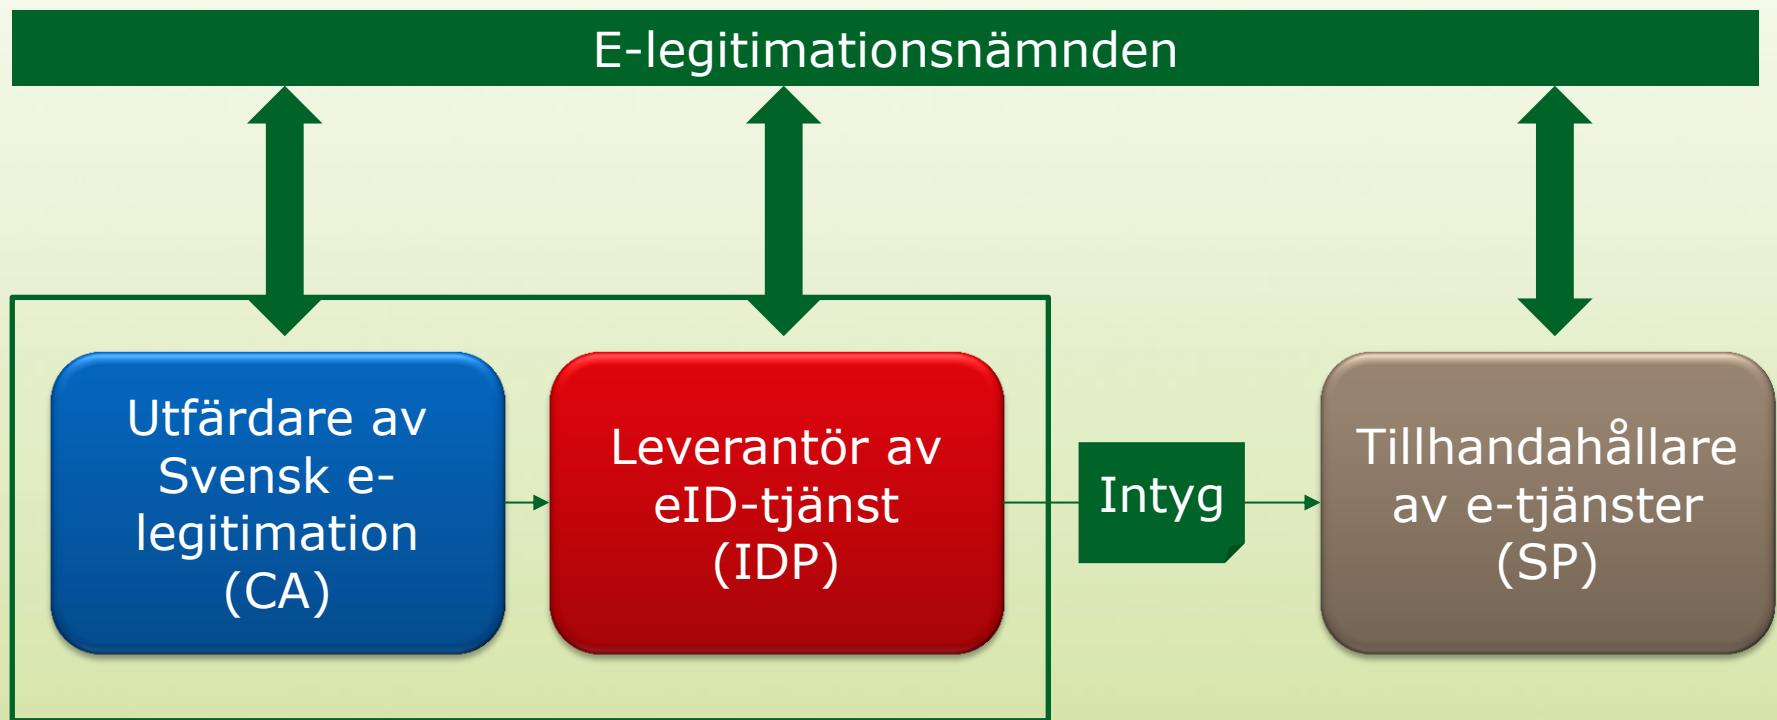 E-legitimationsnämnden
Utfärdare av
Svensk e-
legitimation
(CA)
Leverantör av
eID-tjänst
(IDP)
Intyg
Tillhandahållare
av e-tjänster
(SP)